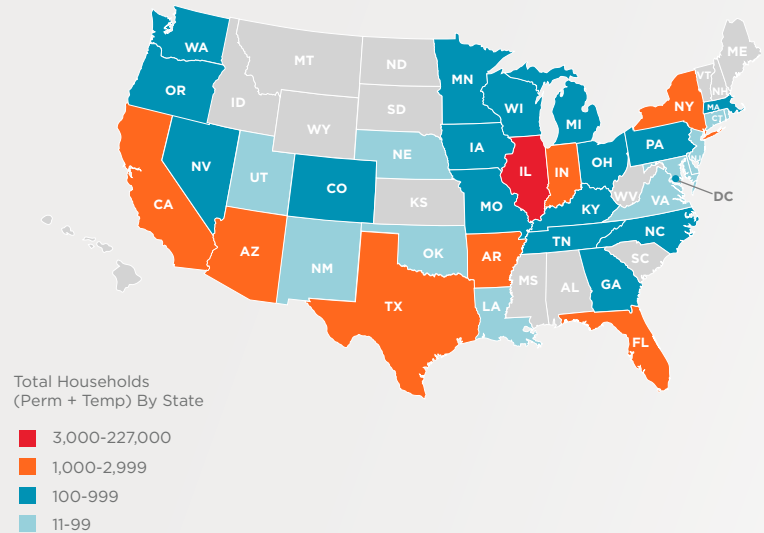 WA
MT
ND
MN
ME
VT
NH
OR
ID
SD
WI
MI
NY
MA
CT
WY
NV
UT
CO
NE
IA
IL
IN
OH
PA
NJ
KS
MO
KY
WV
VA
DC
CA
AZ
NM
OK
AR
TN
NC
SC
TX
LA
MS
AL
GA
FL
Total Households
(Perm + Temp) By State
3,000-227,000
1,000-2,999
100-999
11-99